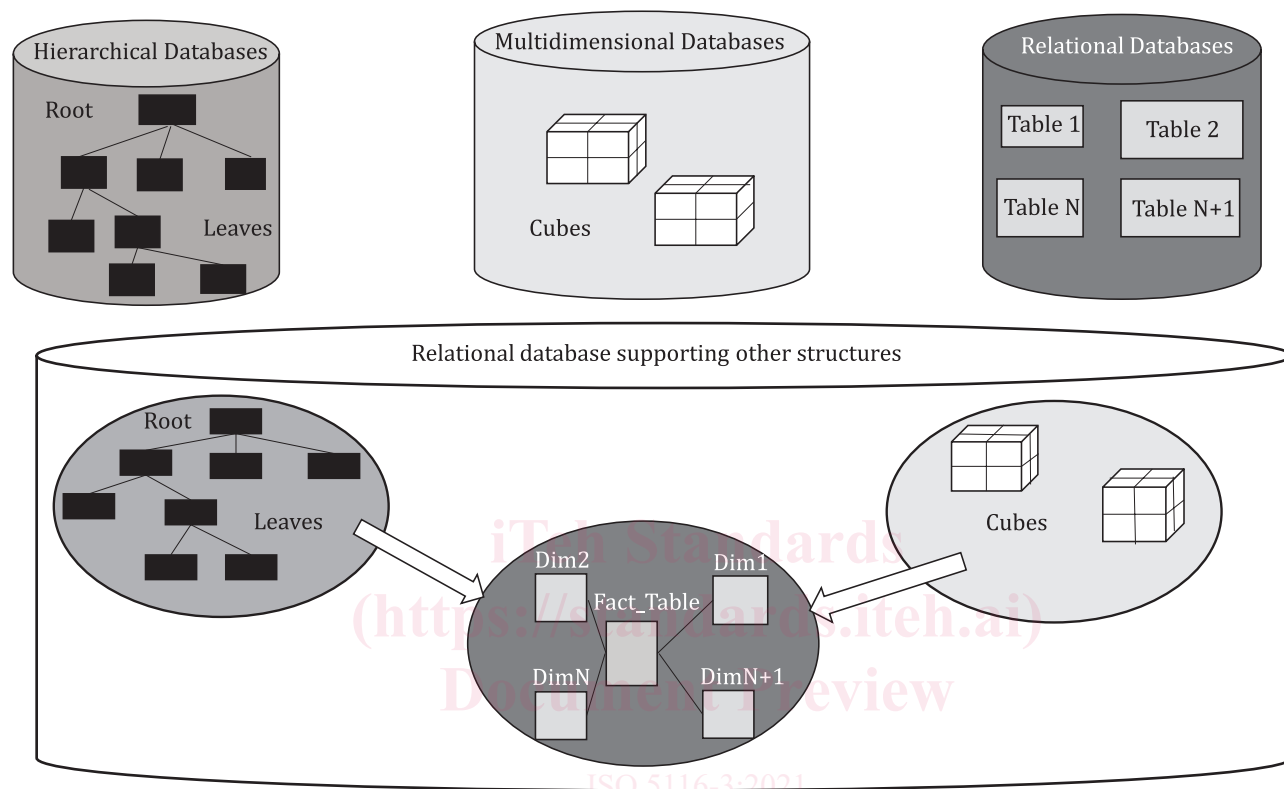 Hierarchical Databases
Root
Leaves
Multidimensional Databases
Cubes
Relational Databases
Table 1
Table 2
Table N
Table N+1
Relational database supporting other structures
Root
Leaves
Cubes
Dim2
Dim1
Fact_Table
DimN
DimN+1
iTeh Standards
(https://standards.iteh.ai)
Document Preview
ISO 5116-3:2021